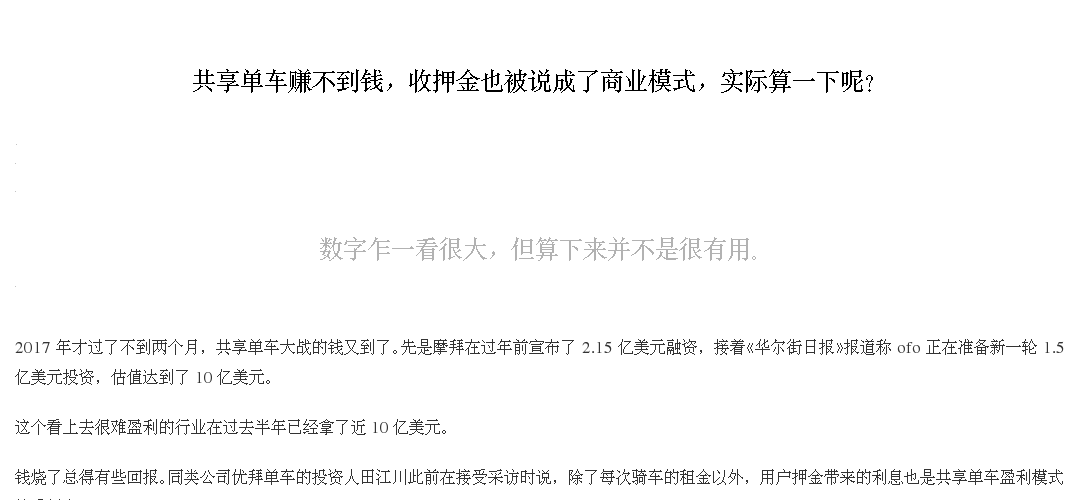 共享单车赚不到钱，收押金也被说成了商业模式，实际算一下呢？
数字乍一看很大，但算下来并不是很有用。
2017 年才过了不到两个月，共享单车大战的钱又到了。先是摩拜在过年前宣布了 2.15 亿美元融资，接着《华尔街日报》报道称 ofo 正在准备新一轮 1.5
亿美元投资，估值达到了 10 亿美元。
这个看上去很难盈利的行业在过去半年已经拿了近 10 亿美元。
钱烧了总得有些回报。同类公司优拜单车的投资人田江川此前在接受采访时说，除了每次骑车的租金以外，用户押金带来的利息也是共享单车盈利模式